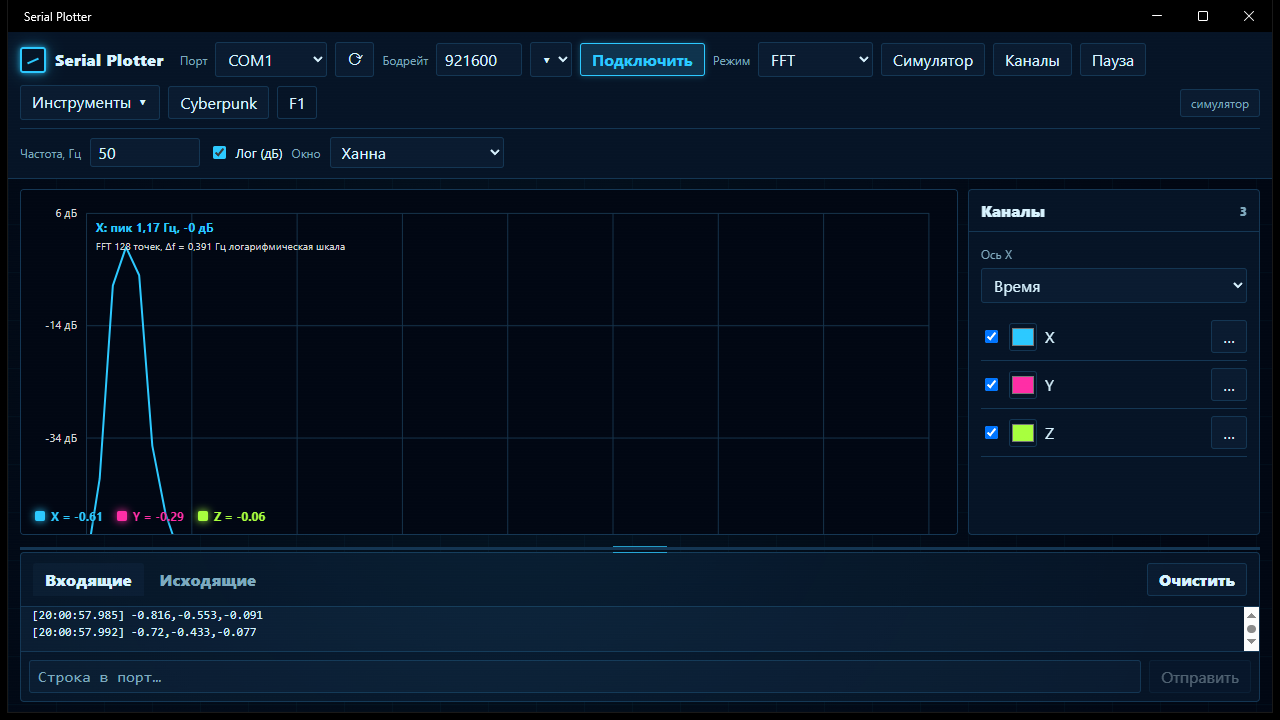 Serial Plotter
Serial Plotter Порт COM1 Бодрейт 921600 Подключить Режим FFT Симулятор Каналы Пауза
Инструменты ▼ Cyberpunk F1 симулятор
Частота, Гц 50 Лог (дБ) Окно Ханна
6 дБ
X: пик 1,17 Гц, -0 дБ
FFT 128 точек, Δf = 0,391 Гц логарифмическая шкала
-14 дБ
-34 дБ
X = -0.61 Y = -0.29 Z = -0.06
Каналы 3
Ось X
Время
X ...
Y ...
Z ...
Входящие Исходящие Очистить
[20:00:57.985] -0.816,-0.553,-0.091
[20:00:57.992] -0.72,-0.433,-0.077
Строка в порт… Отправить